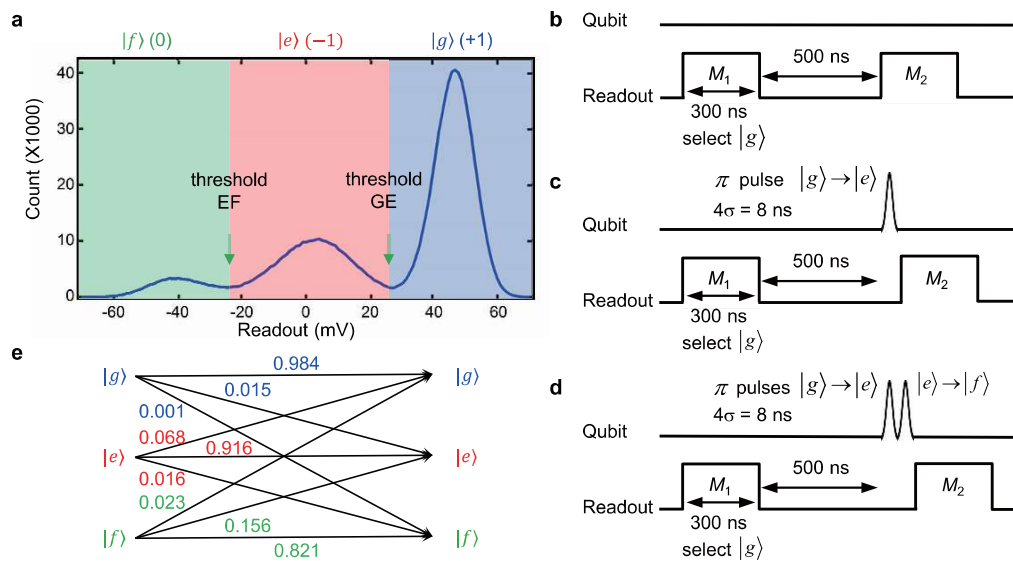 a
|f⟩ (0)
|e⟩ (−1)
|g⟩ (+1)
Count (X1000)
40
30
20
10
0
threshold
EF
threshold
GE
-60
-40
-20
0
20
40
60
Readout (mV)
b
Qubit
Readout
M1
500 ns
M2
300 ns
select |g⟩
c
π pulse |g⟩→|e⟩
4σ = 8 ns
Qubit
500 ns
Readout
M1
M2
300 ns
select |g⟩
d
π pulses |g⟩→|e⟩ |e⟩→|f⟩
4σ = 8 ns
Qubit
500 ns
Readout
M1
M2
300 ns
select |g⟩
e
|g⟩
0.984
|g⟩
0.015
0.001
0.068
|e⟩
0.916
|e⟩
0.016
0.023
0.156
|f⟩
0.821
|f⟩